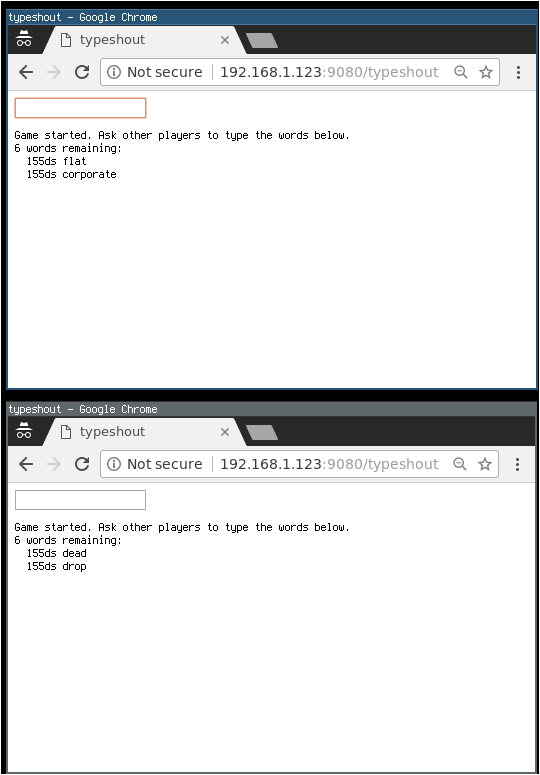 typeshout - Google Chrome
typeshout
Not secure 192.168.1.123:9080/typeshout
Game started. Ask other players to type the words below.
6 words remaining:
155ds flat
155ds corporate
typeshout - Google Chrome
typeshout
Not secure 192.168.1.123:9080/typeshout
Game started. Ask other players to type the words below.
6 words remaining:
155ds dead
155ds drop